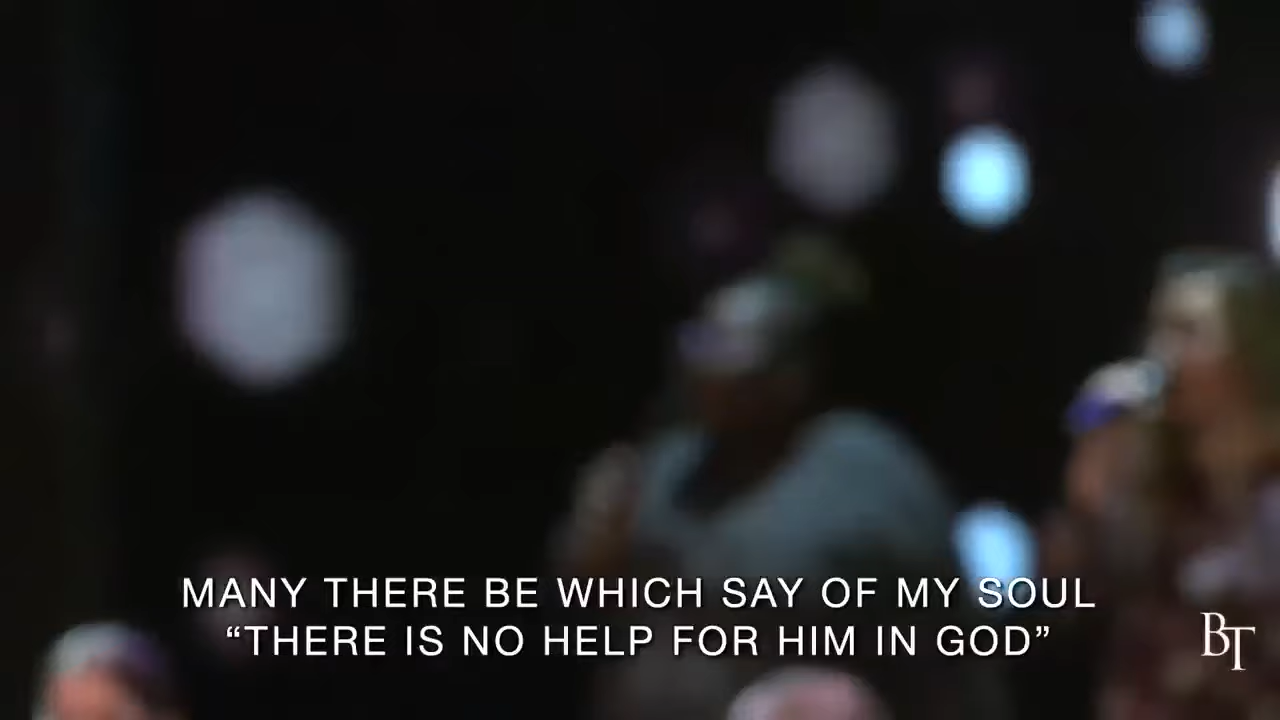 MANY THERE BE WHICH SAY OF MY SOUL
“THERE IS NO HELP FOR HIM IN GOD”
BT